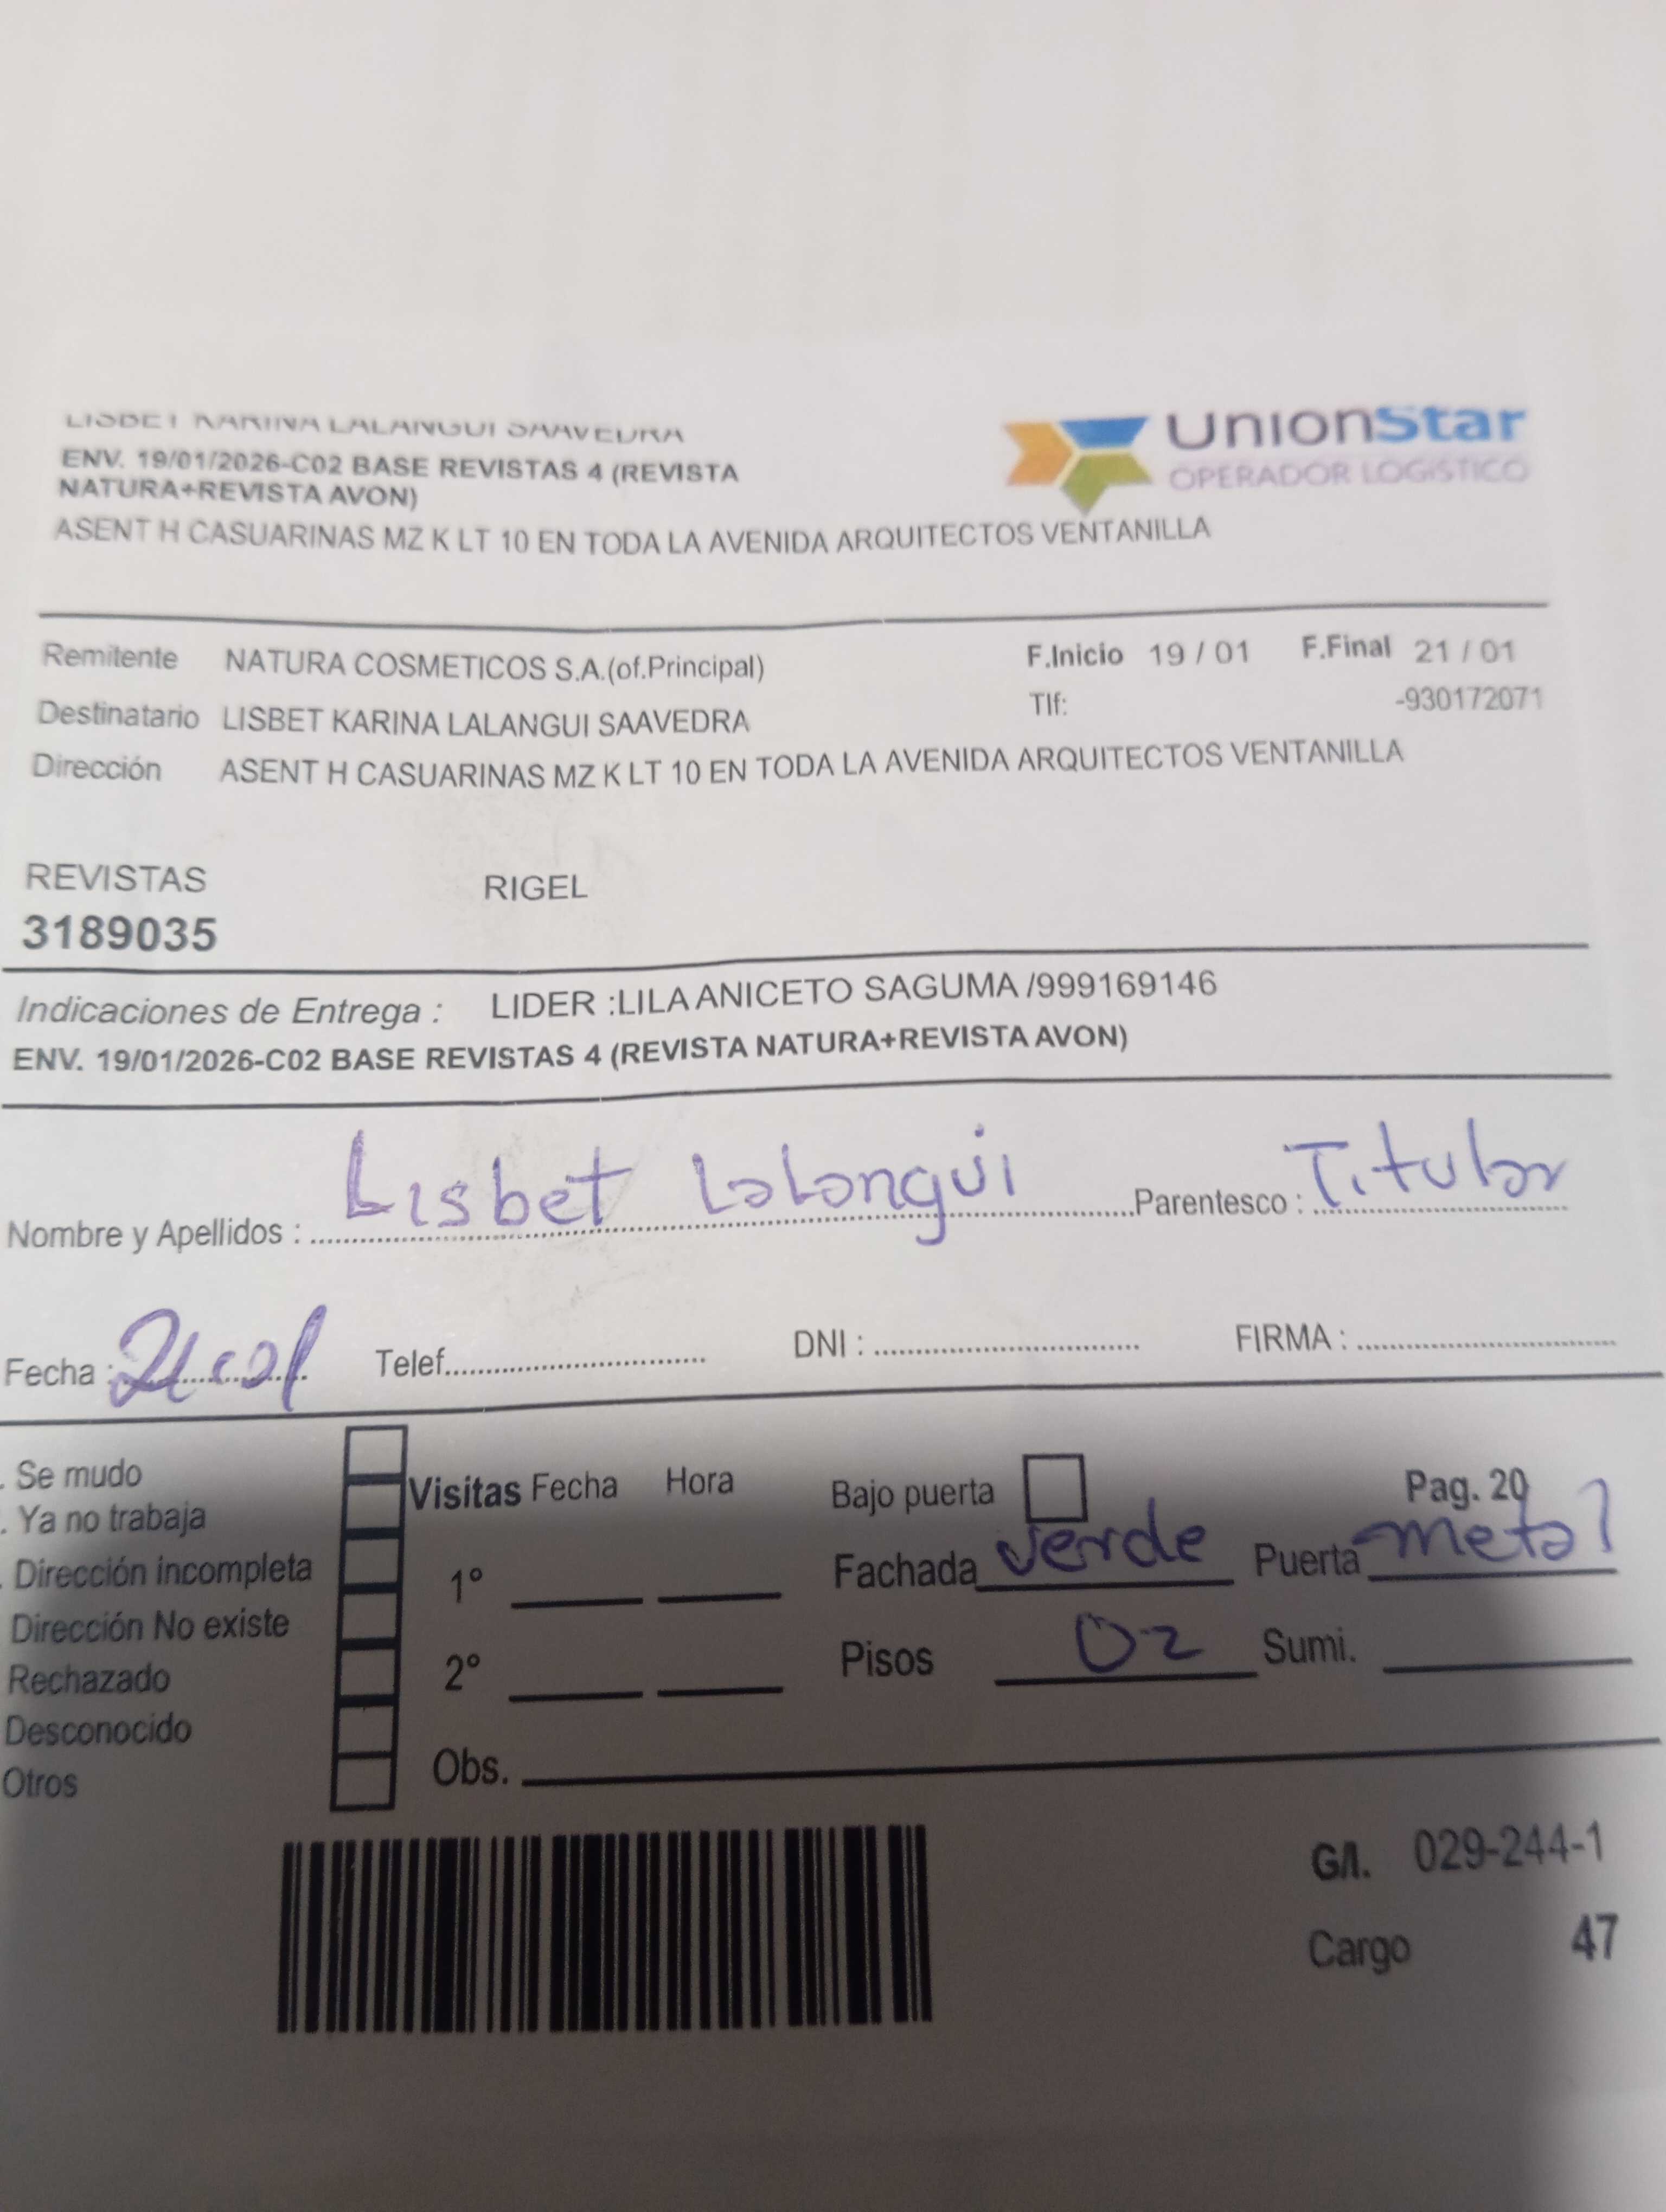 LISBET KARINA LALANGUI SAAVEDRA
UnionStar
OPERADOR LOGISTICO
ENV. 19/01/2026-C02 BASE REVISTAS 4 (REVISTA
NATURA+REVISTA AVON)
ASENT H CASUARINAS MZ K LT 10 EN TODA LA AVENIDA ARQUITECTOS VENTANILLA
Remitente NATURA COSMETICOS S.A.(of.Principal) F.Inicio 19 / 01 F.Final 21 / 01
Destinatario LISBET KARINA LALANGUI SAAVEDRA Tlf: -930172071
Dirección ASENT H CASUARINAS MZ K LT 10 EN TODA LA AVENIDA ARQUITECTOS VENTANILLA
REVISTAS RIGEL
3189035
Indicaciones de Entrega : LIDER :LILA ANICETO SAGUMA /999169146
ENV. 19/01/2026-C02 BASE REVISTAS 4 (REVISTA NATURA+REVISTA AVON)
Nombre y Apellidos : Lisbet Lalangui Parentesco : Titular
Fecha : Telef. DNI : FIRMA :
. Se mudo
. Ya no trabaja
. Dirección incompleta
Dirección No existe
Rechazado
Desconocido
Otros
Visitas Fecha Hora
1°
2°
Obs.
Bajo puerta Pag. 20
Fachada verde Puerta metal
Pisos 02 Sumi.
G/I. 029-244-1
Cargo 47